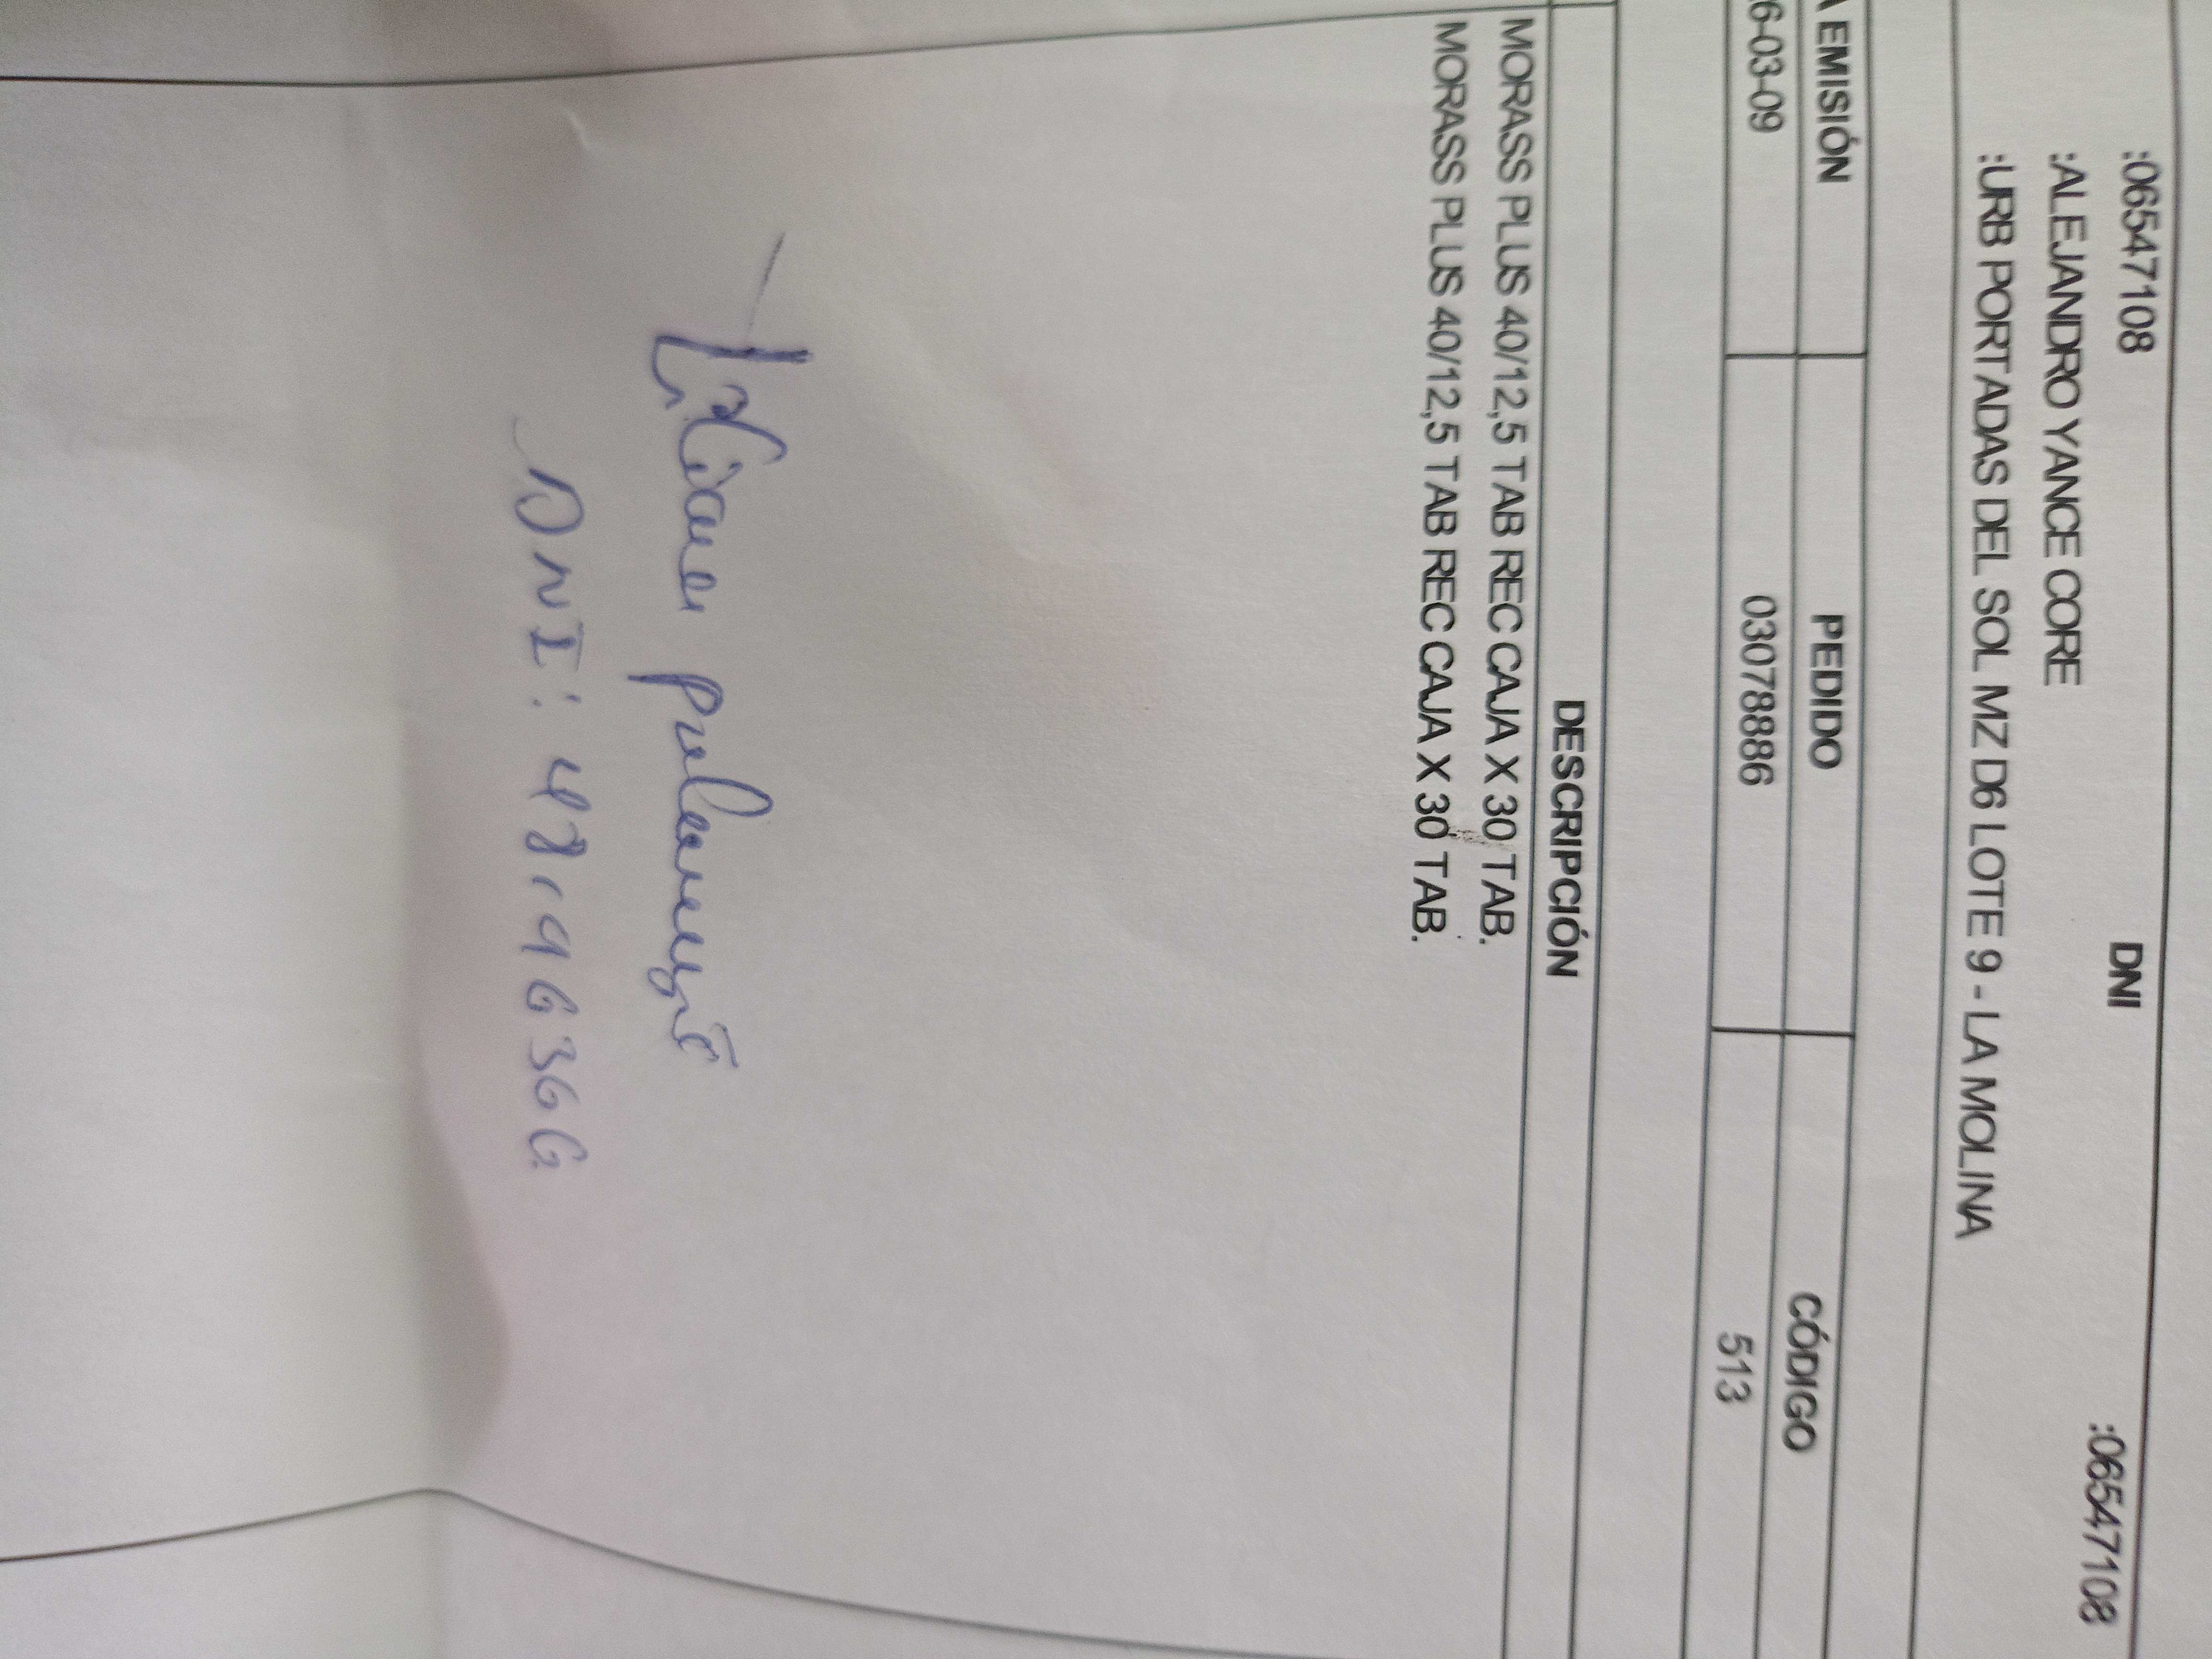 :06547108 DNI :06547108
:ALEJANDRO YANCE CORE
:URB PORTADAS DEL SOL MZ D6 LOTE 9 - LA MOLINA
A EMISIÓN PEDIDO CÓDIGO
6-03-09 03078886 513
DESCRIPCIÓN
MORASS PLUS 40/12,5 TAB REC CAJA X 30 TAB.
MORASS PLUS 40/12,5 TAB REC CAJA X 30 TAB.
DNI: